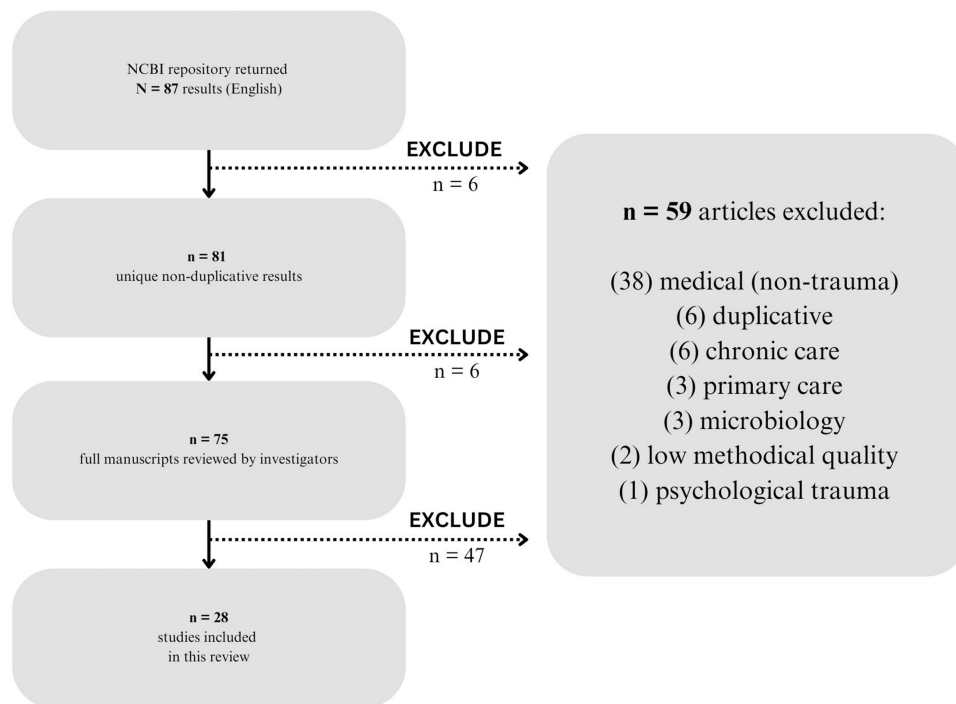 NCBI repository returned
N = 87 results (English)
EXCLUDE
n = 6
n = 81
unique non-duplicative results
EXCLUDE
n = 6
n = 75
full manuscripts reviewed by investigators
EXCLUDE
n = 47
n = 28
studies included
in this review
n = 59 articles excluded:
(38) medical (non-trauma)
(6) duplicative
(6) chronic care
(3) primary care
(3) microbiology
(2) low methodical quality
(1) psychological trauma